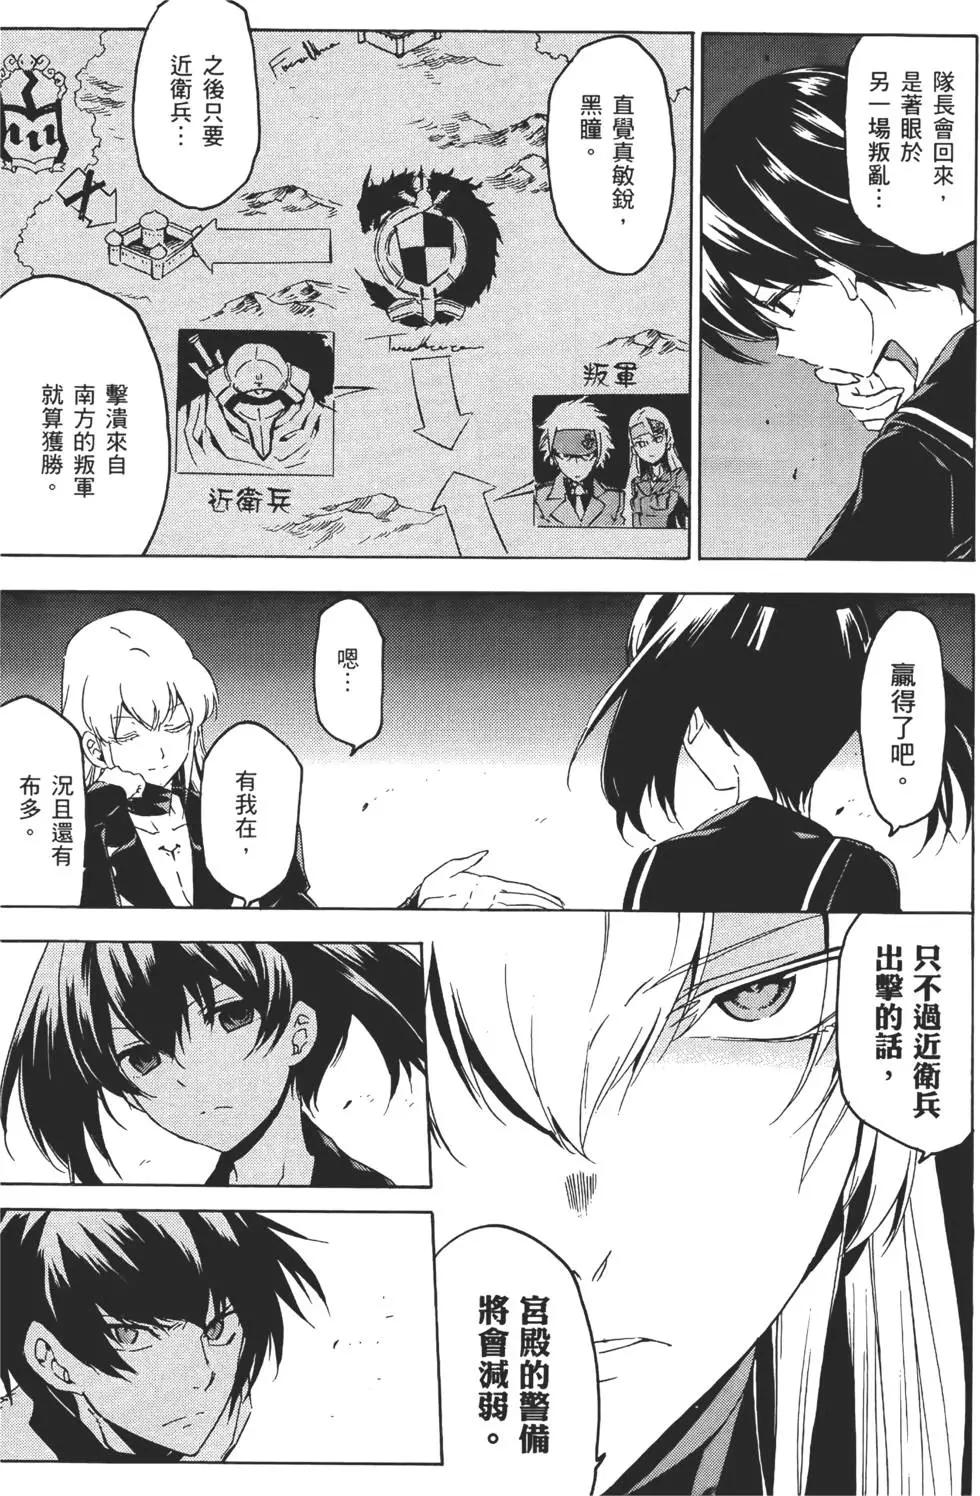 隊長會回來，
是著眼於
另一場叛亂…
直覺真敏銳，
黑瞳。
之後只要
近衛兵…
叛軍
近衛兵
擊潰來自
南方的叛軍
就算獲勝。
贏得了吧。
嗯…
有我在，
況且還有
布多。
只不過近衛兵
出擊的話，
宮殿的警備
將會減弱。